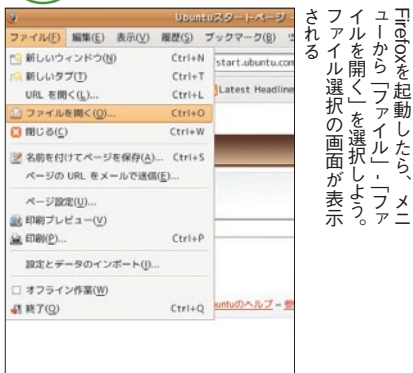 Firefoxを起動したら、メニ
ューから「ファイル」-「ファ
イルを開く」を選択しよう。
ファイル選択の画面が表示
される
Ubuntuスタートページ -
ファイル(F) 編集(E) 表示(V) 履歴(S) ブックマーク(B)
新しいウィンドウ(N) Ctrl+N
新しいタブ(T) Ctrl+T
URL を開く(L)... Ctrl+L
ファイルを開く(O)... Ctrl+O
閉じる(C) Ctrl+W
名前を付けてページを保存(A)... Ctrl+S
ページの URL をメールで送信(E)...
ページ設定(U)...
印刷プレビュー(V)
印刷(P)... Ctrl+P
設定とデータのインポート(I)...
オフライン作業(W)
終了(Q) Ctrl+Q
start.ubuntu.com
Latest Headline
untuのヘルプ -